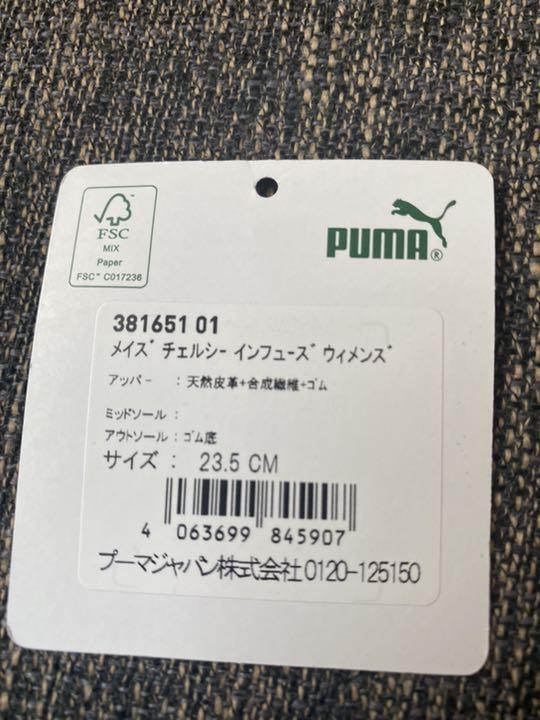 FSC
MIX
Paper
FSC™ C017236
PUMA®
381651 01
メイズ チェルシー インフューズ ウィメンズ
アッパー : 天然皮革+合成繊維+ゴム
ミッドソール :
アウトソール : ゴム底
サイズ : 23.5 CM
4 063699 845907
プーマジャパン株式会社0120-125150